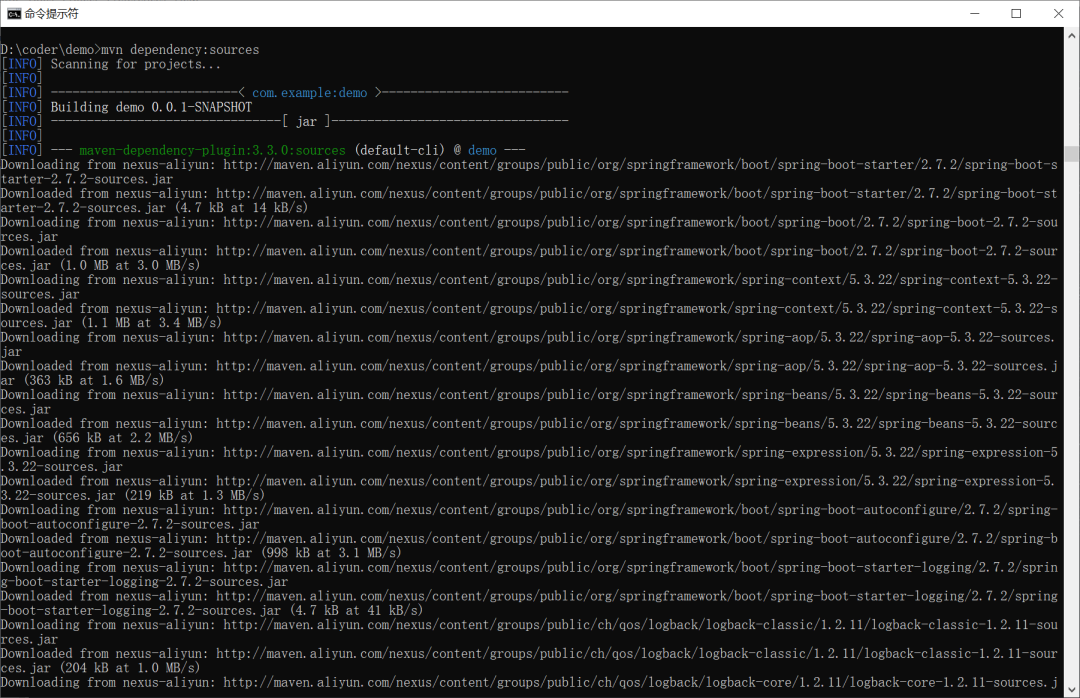 命令提示符
D:\coder\demo>mvn dependency:sources
[INFO] Scanning for projects...
[INFO]
[INFO] --------------------------< com.example:demo >--------------------------
[INFO] Building demo 0.0.1-SNAPSHOT
[INFO] --------------------------------[ jar ]---------------------------------
[INFO]
[INFO] --- maven-dependency-plugin:3.3.0:sources (default-cli) @ demo ---
Downloading from nexus-aliyun: http://maven.aliyun.com/nexus/content/groups/public/org/springframework/boot/spring-boot-starter/2.7.2/spring-boot-s
tarter-2.7.2-sources.jar
Downloaded from nexus-aliyun: http://maven.aliyun.com/nexus/content/groups/public/org/springframework/boot/spring-boot-starter/2.7.2/spring-boot-st
arter-2.7.2-sources.jar (4.7 kB at 14 kB/s)
Downloading from nexus-aliyun: http://maven.aliyun.com/nexus/content/groups/public/org/springframework/boot/spring-boot/2.7.2/spring-boot-2.7.2-sou
rces.jar
Downloaded from nexus-aliyun: http://maven.aliyun.com/nexus/content/groups/public/org/springframework/boot/spring-boot/2.7.2/spring-boot-2.7.2-sour
ces.jar (1.0 MB at 3.0 MB/s)
Downloading from nexus-aliyun: http://maven.aliyun.com/nexus/content/groups/public/org/springframework/spring-context/5.3.22/spring-context-5.3.22-
sources.jar
Downloaded from nexus-aliyun: http://maven.aliyun.com/nexus/content/groups/public/org/springframework/spring-context/5.3.22/spring-context-5.3.22-s
ources.jar (1.1 MB at 3.4 MB/s)
Downloading from nexus-aliyun: http://maven.aliyun.com/nexus/content/groups/public/org/springframework/spring-aop/5.3.22/spring-aop-5.3.22-sources.
jar
Downloaded from nexus-aliyun: http://maven.aliyun.com/nexus/content/groups/public/org/springframework/spring-aop/5.3.22/spring-aop-5.3.22-sources.j
ar (363 kB at 1.6 MB/s)
Downloading from nexus-aliyun: http://maven.aliyun.com/nexus/content/groups/public/org/springframework/spring-beans/5.3.22/spring-beans-5.3.22-sour
ces.jar
Downloaded from nexus-aliyun: http://maven.aliyun.com/nexus/content/groups/public/org/springframework/spring-beans/5.3.22/spring-beans-5.3.22-sourc
es.jar (656 kB at 2.2 MB/s)
Downloading from nexus-aliyun: http://maven.aliyun.com/nexus/content/groups/public/org/springframework/spring-expression/5.3.22/spring-expression-5
.3.22-sources.jar
Downloaded from nexus-aliyun: http://maven.aliyun.com/nexus/content/groups/public/org/springframework/spring-expression/5.3.22/spring-expression-5.
3.22-sources.jar (219 kB at 1.3 MB/s)
Downloading from nexus-aliyun: http://maven.aliyun.com/nexus/content/groups/public/org/springframework/boot/spring-boot-autoconfigure/2.7.2/spring-
boot-autoconfigure-2.7.2-sources.jar
Downloaded from nexus-aliyun: http://maven.aliyun.com/nexus/content/groups/public/org/springframework/boot/spring-boot-autoconfigure/2.7.2/spring-b
oot-autoconfigure-2.7.2-sources.jar (998 kB at 3.1 MB/s)
Downloading from nexus-aliyun: http://maven.aliyun.com/nexus/content/groups/public/org/springframework/boot/spring-boot-starter-logging/2.7.2/sprin
g-boot-starter-logging-2.7.2-sources.jar
Downloaded from nexus-aliyun: http://maven.aliyun.com/nexus/content/groups/public/org/springframework/boot/spring-boot-starter-logging/2.7.2/spring
-boot-starter-logging-2.7.2-sources.jar (4.7 kB at 41 kB/s)
Downloading from nexus-aliyun: http://maven.aliyun.com/nexus/content/groups/public/ch/qos/logback/logback-classic/1.2.11/logback-classic-1.2.11-sou
rces.jar
Downloaded from nexus-aliyun: http://maven.aliyun.com/nexus/content/groups/public/ch/qos/logback/logback-classic/1.2.11/logback-classic-1.2.11-sour
ces.jar (204 kB at 1.0 MB/s)
Downloading from nexus-aliyun: http://maven.aliyun.com/nexus/content/groups/public/ch/qos/logback/logback-core/1.2.11/logback-core-1.2.11-sources.j